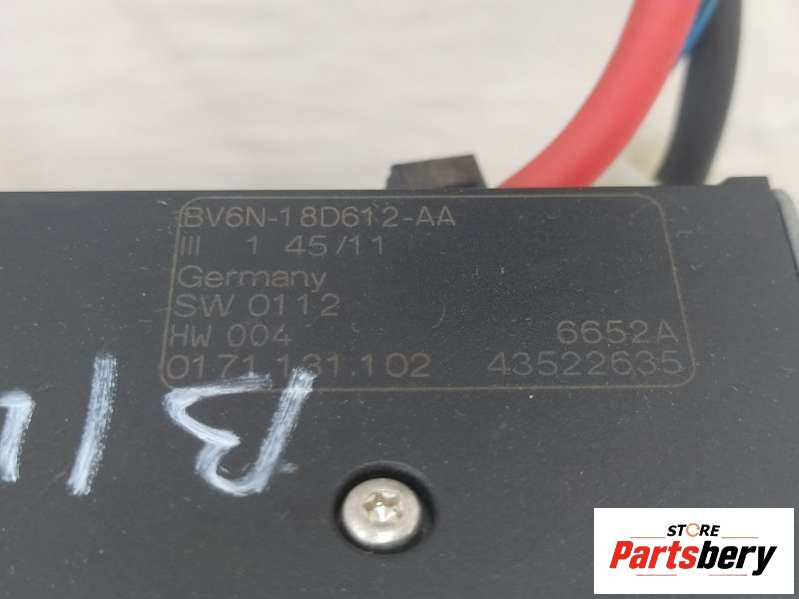 BV6N-18D612-AA
III 1 45/11
Germany
SW 0112
HW 004 6652A
0171.131.102 43522635
STORE
Partsbery